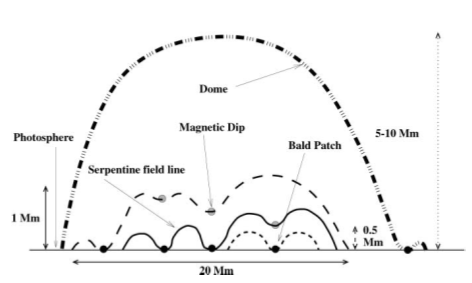 Dome
5-10 Mm
Magnetic Dip
Photosphere
Bald Patch
Serpentine field line
1 Mm
0.5
Mm
20 Mm